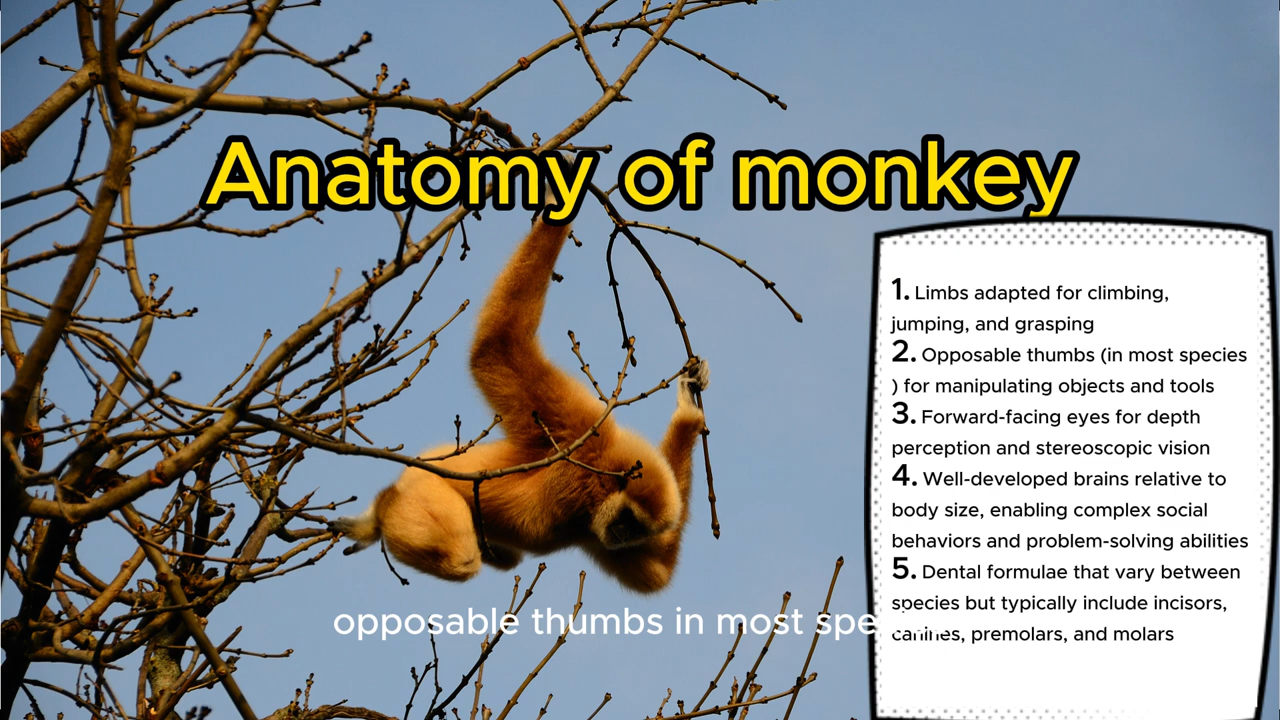 Anatomy of monkey
1. Limbs adapted for climbing,
jumping, and grasping
2. Opposable thumbs (in most species
) for manipulating objects and tools
3. Forward-facing eyes for depth
perception and stereoscopic vision
4. Well-developed brains relative to
body size, enabling complex social
behaviors and problem-solving abilities
5. Dental formulae that vary between
species but typically include incisors,
canines, premolars, and molars
opposable thumbs in most